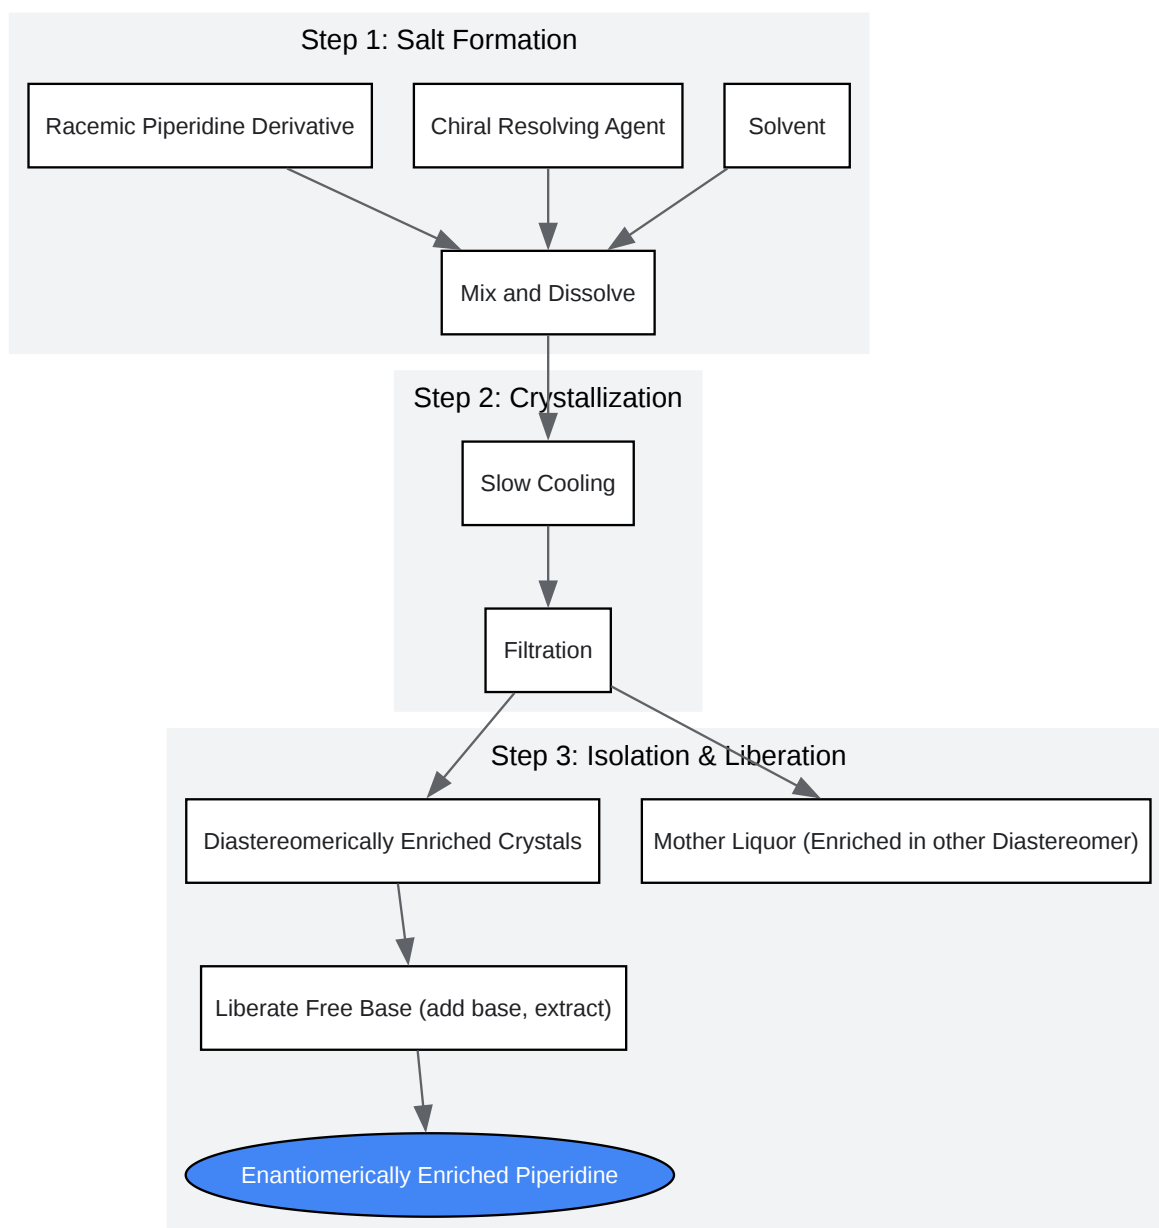 Step 1: Salt Formation
Racemic Piperidine Derivative
Chiral Resolving Agent
Solvent
Mix and Dissolve
Step 2: Crystallization
Slow Cooling
Filtration
Step 3: Isolation & Liberation
Diastereomerically Enriched Crystals
Mother Liquor (Enriched in other Diastereomer)
Liberate Free Base (add base, extract)
Enantiomerically Enriched Piperidine